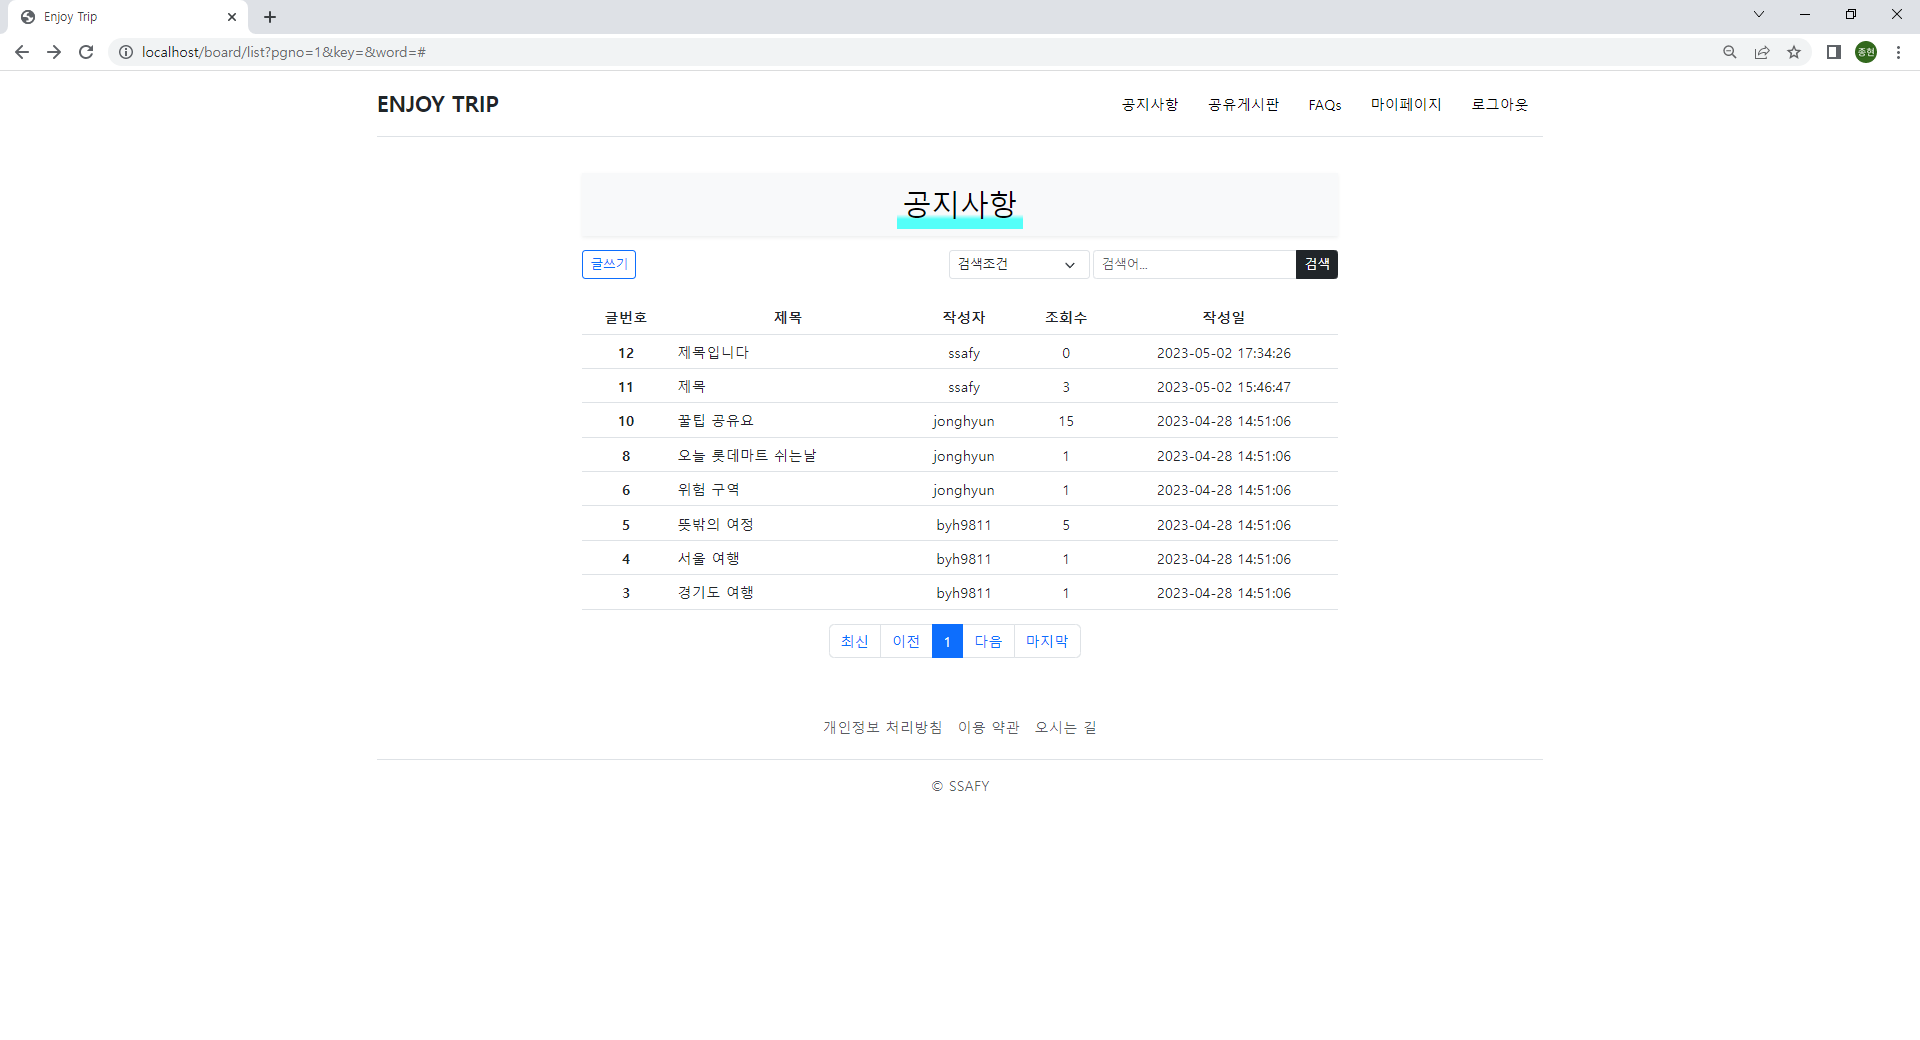 Enjoy Trip
localhost/board/list?pgno=1&key=&word=#
종현
ENJOY TRIP
공지사항 공유게시판 FAQs 마이페이지 로그아웃
공지사항
글쓰기 검색조건 검색어... 검색
글번호 제목 작성자 조회수 작성일
12 제목입니다 ssafy 0 2023-05-02 17:34:26
11 제목 ssafy 3 2023-05-02 15:46:47
10 꿀팁 공유요 jonghyun 15 2023-04-28 14:51:06
8 오늘 롯데마트 쉬는날 jonghyun 1 2023-04-28 14:51:06
6 위험 구역 jonghyun 1 2023-04-28 14:51:06
5 뜻밖의 여정 byh9811 5 2023-04-28 14:51:06
4 서울 여행 byh9811 1 2023-04-28 14:51:06
3 경기도 여행 byh9811 1 2023-04-28 14:51:06
최신 이전 1 다음 마지막
개인정보 처리방침 이용 약관 오시는 길
© SSAFY